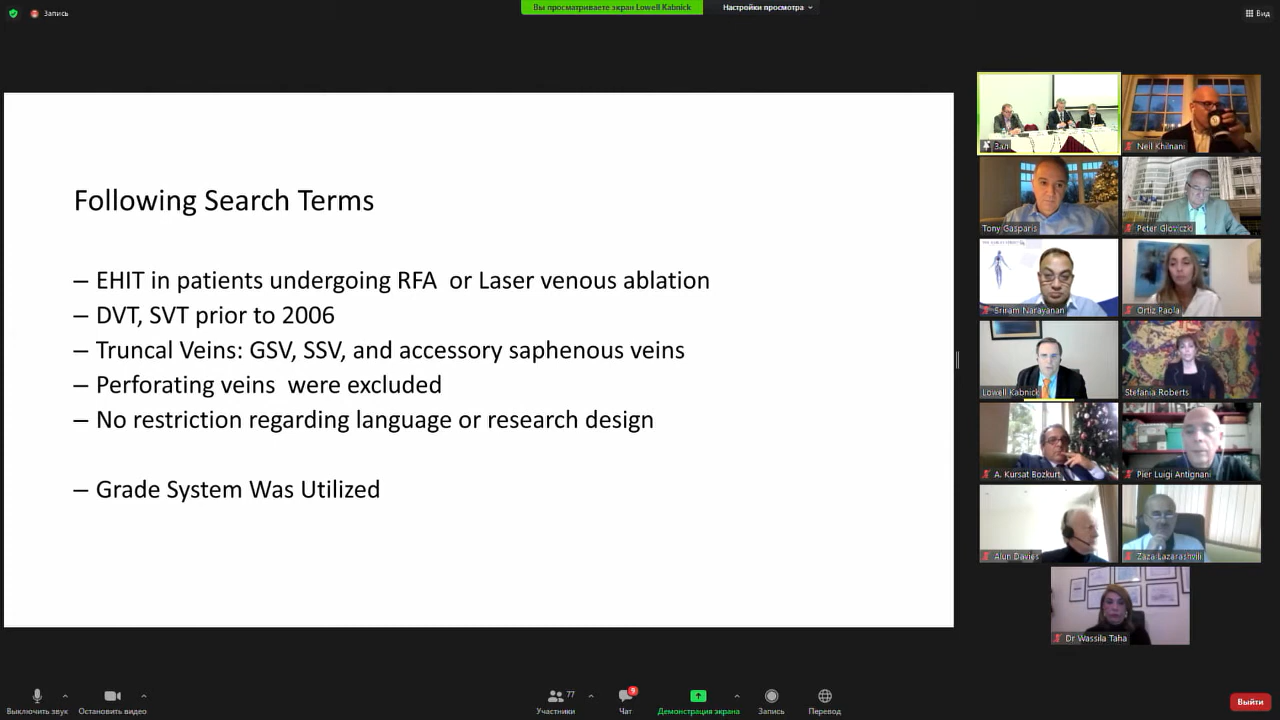 Запись
Вы просматриваете экран Lowell Kabnick
Настройки просмотра
Вид
Following Search Terms
– EHIT in patients undergoing RFA or Laser venous ablation
– DVT, SVT prior to 2006
– Truncal Veins: GSV, SSV, and accessory saphenous veins
– Perforating veins were excluded
– No restriction regarding language or research design
– Grade System Was Utilized
Зал
Neil Khilnani
Tony Gasparis
Peter Gloviczki
Sriram Narayanan
Ortiz Paola
Lowell Kabnick
Stefania Roberts
A. Kursat Bozkurt
Pier Luigi Antignani
Alun Davies
Zaza Lazarashvili
Dr Wassila Taha
Выключить звук
Остановить видео
77
Участники
9
Чат
Демонстрация экрана
Запись
Перевод
Выйти